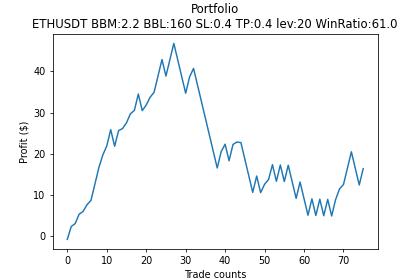 Portfolio
ETHUSDT BBM:2.2 BBL:160 SL:0.4 TP:0.4 lev:20 WinRatio:61.0
Profit ($)
40
30
20
10
0
0 10 20 30 40 50 60 70
Trade counts